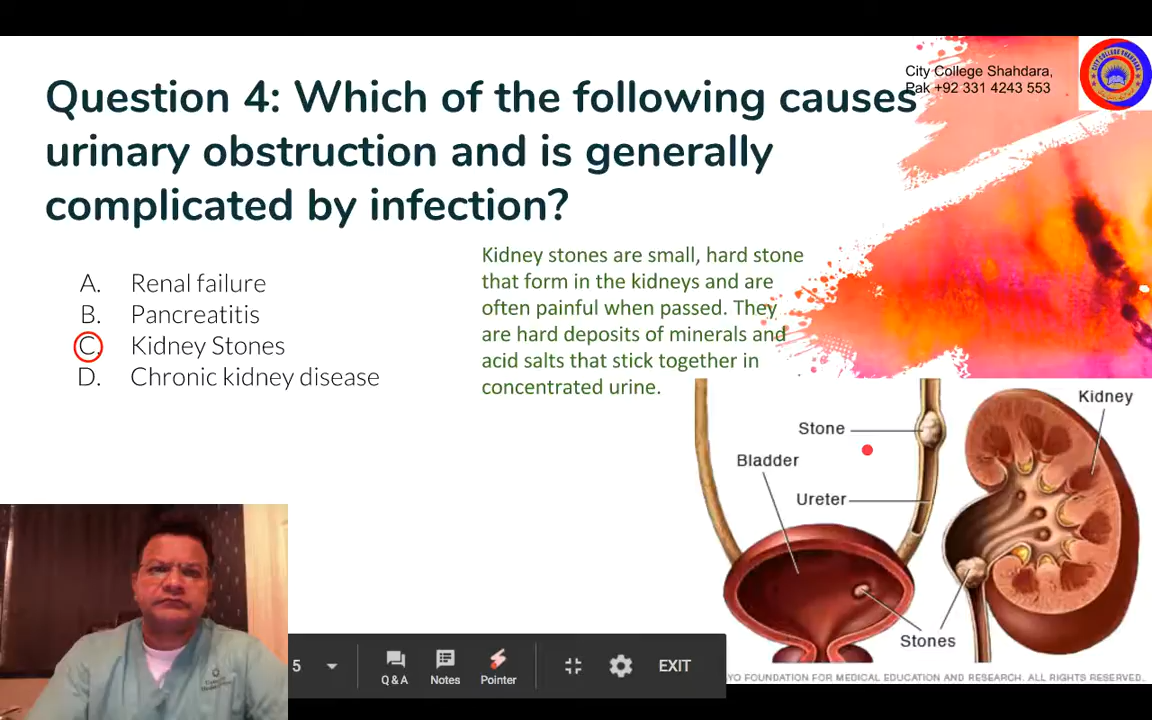 City College Shahdara,
Pak +92 331 4243 553
Question 4: Which of the following causes
urinary obstruction and is generally
complicated by infection?
A. Renal failure
B. Pancreatitis
C. Kidney Stones
D. Chronic kidney disease
Kidney stones are small, hard stone
that form in the kidneys and are
often painful when passed. They
are hard deposits of minerals and
acid salts that stick together in
concentrated urine.
Kidney
Stone
Bladder
Ureter
Stones
YO FOUNDATION FOR MEDICAL EDUCATION AND RESEARCH. ALL RIGHTS RESERVED.
5
Q & A
Notes
Pointer
EXIT